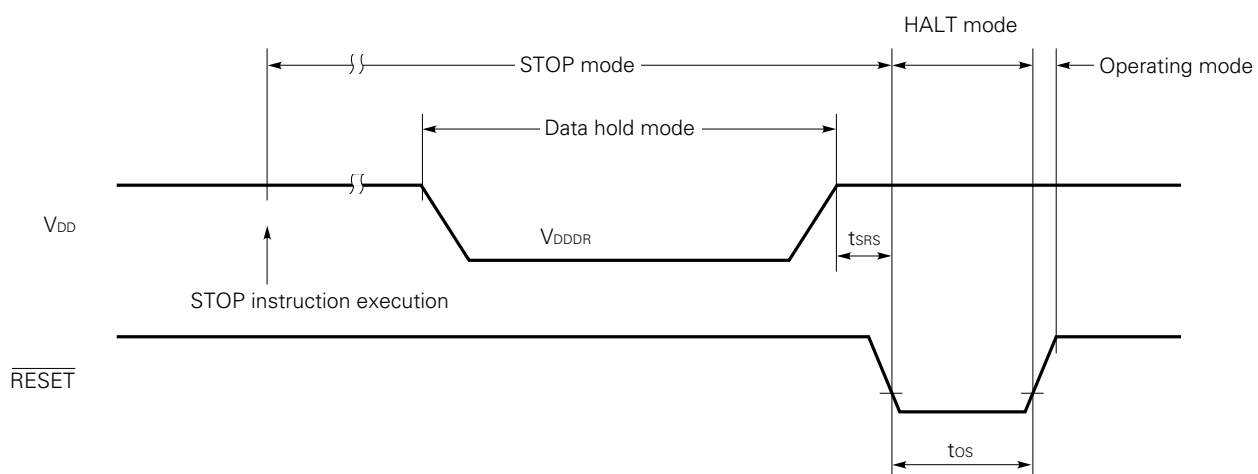 HALT mode
STOP mode
Operating mode
Data hold mode
VDD
VDDDR
tSRS
STOP instruction execution
RESET
tOS